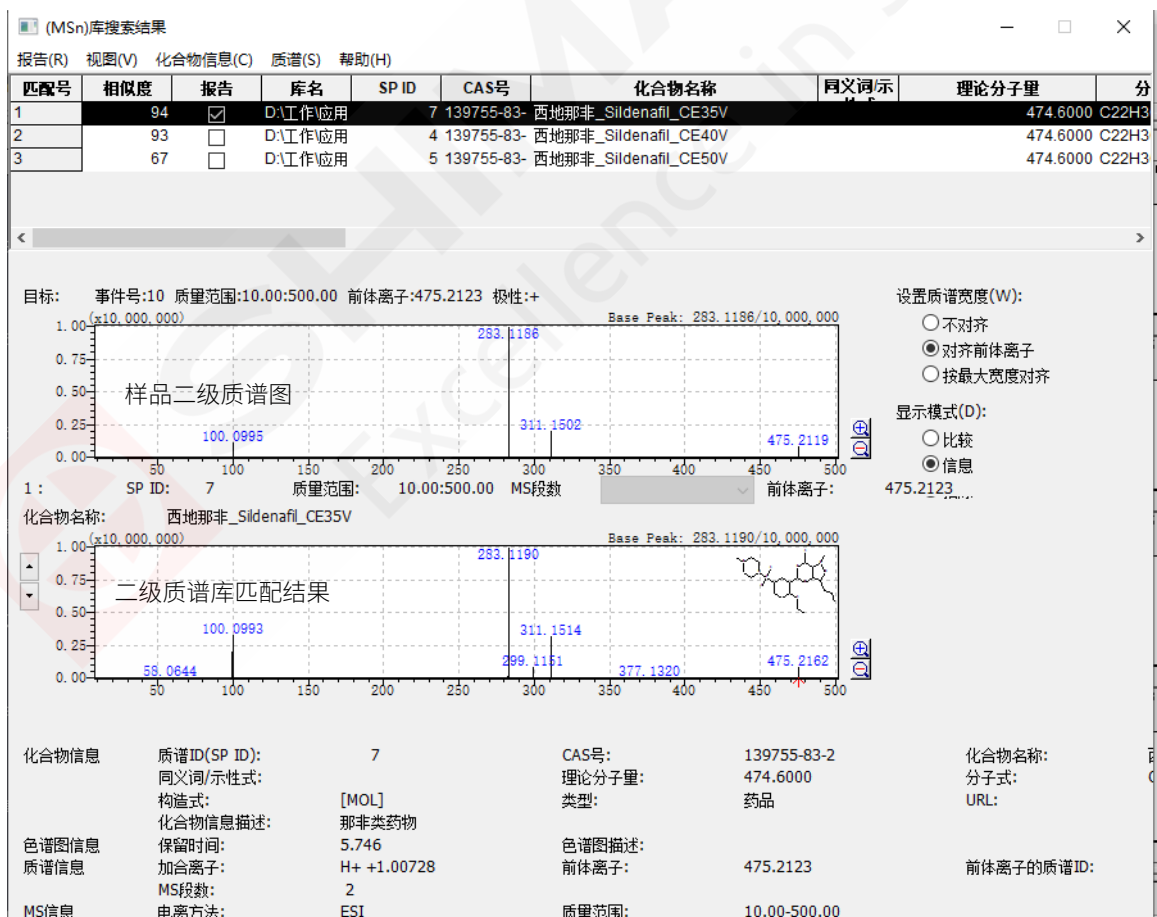 (MSn)库搜索结果
报告(R) 视图(V) 化合物信息(C) 质谱(S) 帮助(H)
匹配号 相似度 报告 库名 SP ID CAS号 化合物名称 同义词/示 理论分子量 分
1 94 D:\工作\应用 7 139755-83- 西地那非_Sildenafil_CE35V 474.6000 C22H3
2 93 D:\工作\应用 4 139755-83- 西地那非_Sildenafil_CE40V 474.6000 C22H3
3 67 D:\工作\应用 5 139755-83- 西地那非_Sildenafil_CE50V 474.6000 C22H3
目标: 事件号:10 质量范围:10.00:500.00 前体离子:475.2123 极性:+
设置质谱宽度(W):
不对齐
对齐前体离子
按最大宽度对齐
显示模式(D):
比较
信息
(x10,000,000) Base Peak: 283.1186/10,000,000
1.00
283.1186
0.75
样品二级质谱图
0.50
0.25
100.0995 311.1502 475.2119
0.00
50 100 150 200 250 300 350 400 450 500
1: SP ID: 7 质量范围: 10.00:500.00 MS段数 前体离子: 475.2123
化合物名称: 西地那非_Sildenafil_CE35V
(x10,000,000) Base Peak: 283.1190/10,000,000
1.00
283.1190
0.75
二级质谱库匹配结果
0.50
100.0993 311.1514
0.25
58.0644 299.1151 377.1320 475.2162
0.00
50 100 150 200 250 300 350 400 450 500
化合物信息 质谱ID(SP ID): 7 CAS号: 139755-83-2 化合物名称:
同义词/示性式: 理论分子量: 474.6000 分子式:
构造式: [MOL] 类型: 药品 URL:
化合物信息描述: 那非类药物
色谱图信息 保留时间: 5.746 色谱图描述:
质谱信息 加合离子: H+ +1.00728 前体离子: 475.2123 前体离子的质谱ID:
MS段数: 2
MS信息 电离方法: ESI 质量范围: 10.00-500.00